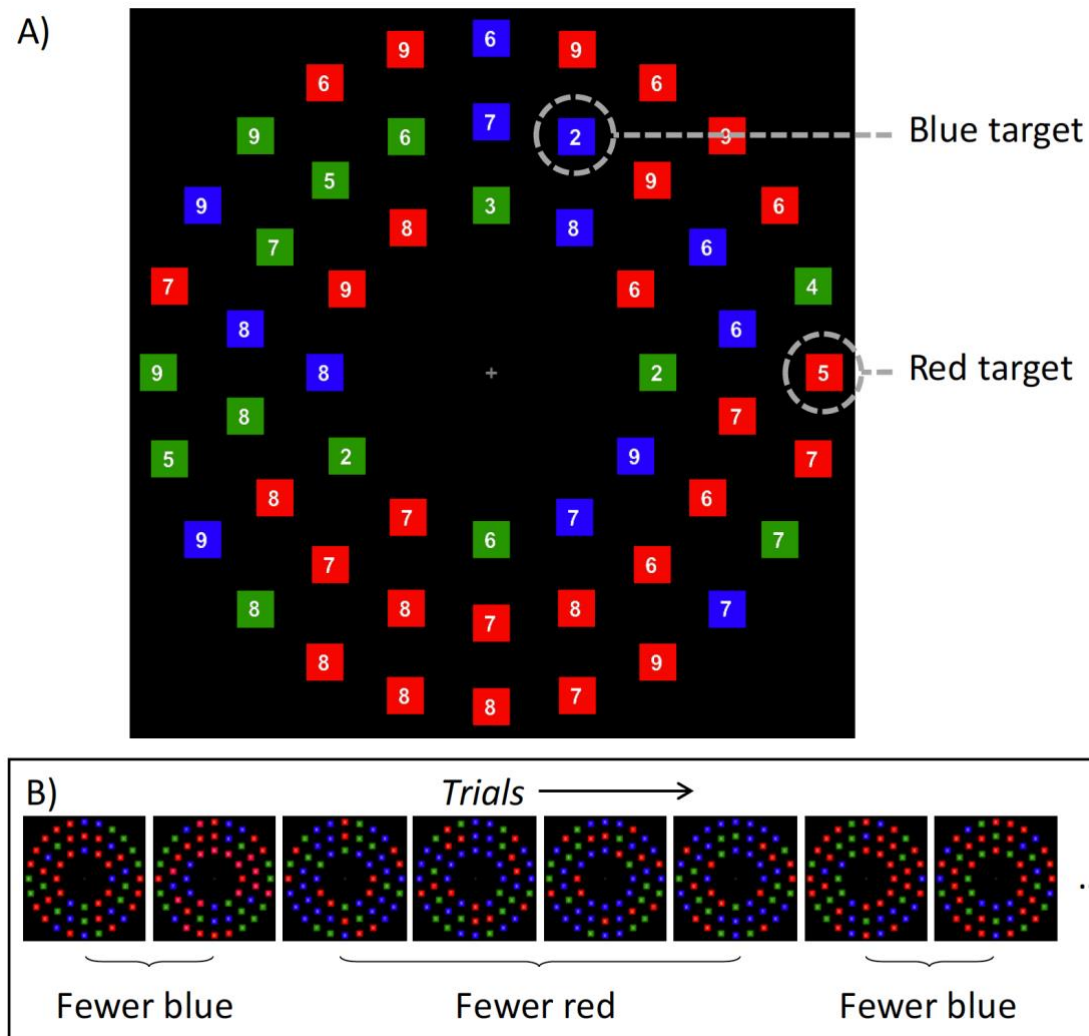 A)
6
9 9
6 6
7
9 6 2 9
Blue target
5 9
9 3 6
8 8
7 6
7 9 6 4
8 6
9 8 2 5
Red target
8 7
5 2 9 7
8 6
7 7
9 6 7
7 6
8 8 8 7
7
8 9
8 7
8
B)
Trials
...
Fewer blue
Fewer red
Fewer blue